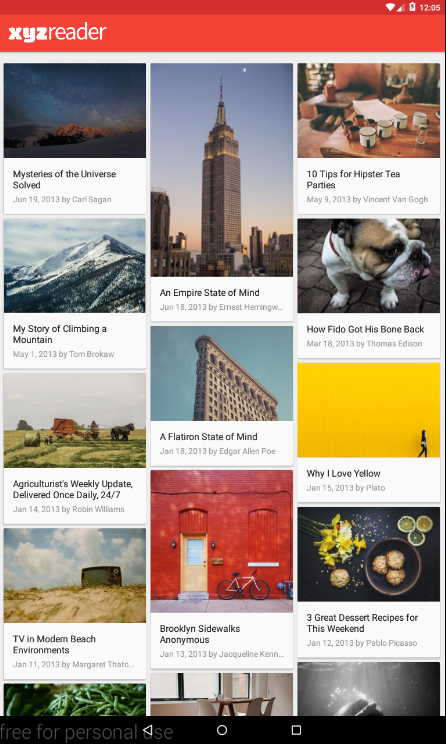 12:05
xyzreader
Mysteries of the Universe
Solved
Jun 19, 2013 by Carl Sagan
My Story of Climbing a
Mountain
May 1, 2013 by Tom Brokaw
Agriculturist's Weekly Update,
Delivered Once Daily, 24/7
Jan 14, 2013 by Robin Williams
TV in Modern Beach
Environments
Jan 11, 2013 by Margaret Thatc...
An Empire State of Mind
Jun 18, 2013 by Ernest Hemingw...
A Flatiron State of Mind
Jan 18, 2013 by Edgar Allen Poe
Brooklyn Sidewalks
Anonymous
Jan 13, 2013 by Jacqueline Kenn...
10 Tips for Hipster Tea
Parties
May 9, 2013 by Vincent Van Gogh
How Fido Got His Bone Back
Mar 18, 2013 by Thomas Edison
Why I Love Yellow
Jan 15, 2013 by Plato
3 Great Dessert Recipes for
This Weekend
Jan 12, 2013 by Pablo Picasso
free for personal use